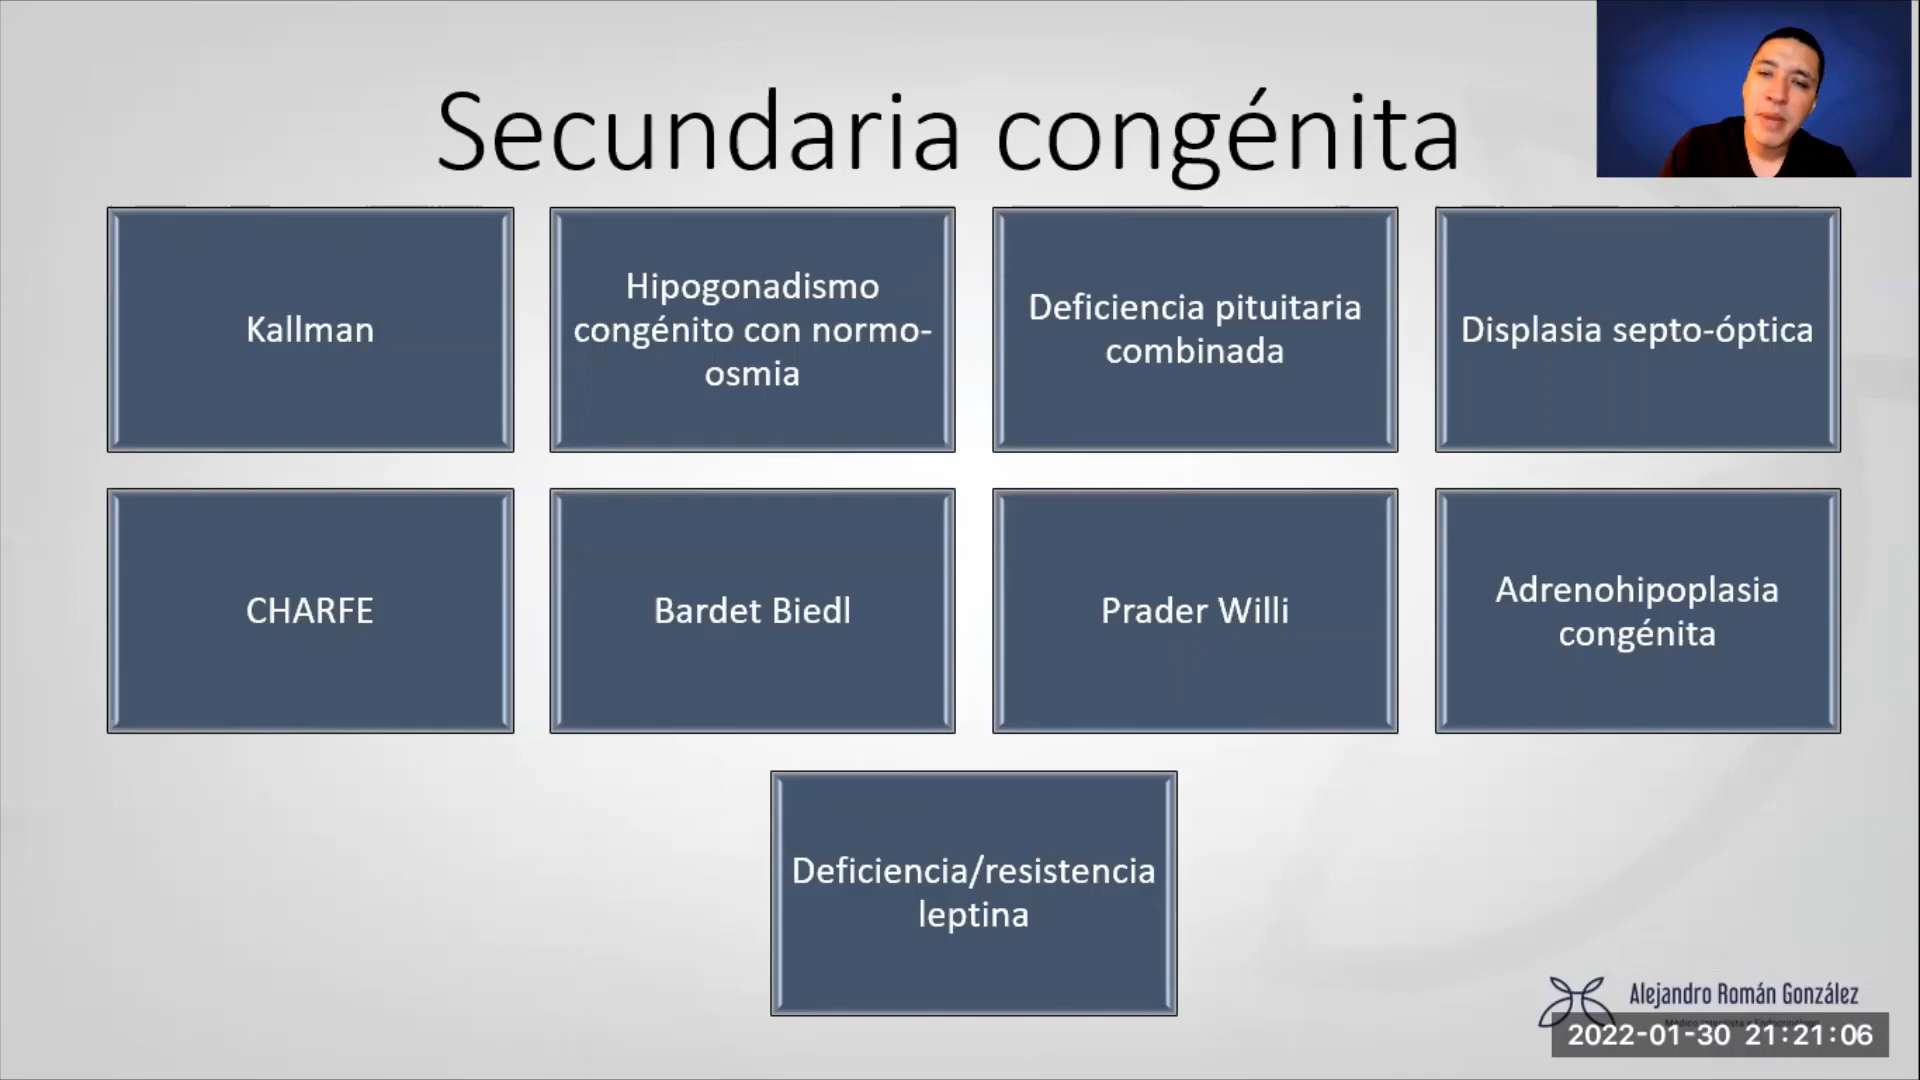 Secundaria congénita
Kallman
Hipogonadismo
congénito con normo-
osmia
Deficiencia pituitaria
combinada
Displasia septo-óptica
CHARFE
Bardet Biedl
Prader Willi
Adrenohipoplasia
congénita
Deficiencia/resistencia
leptina
Alejandro Román González
2022-01-30 21:21:06